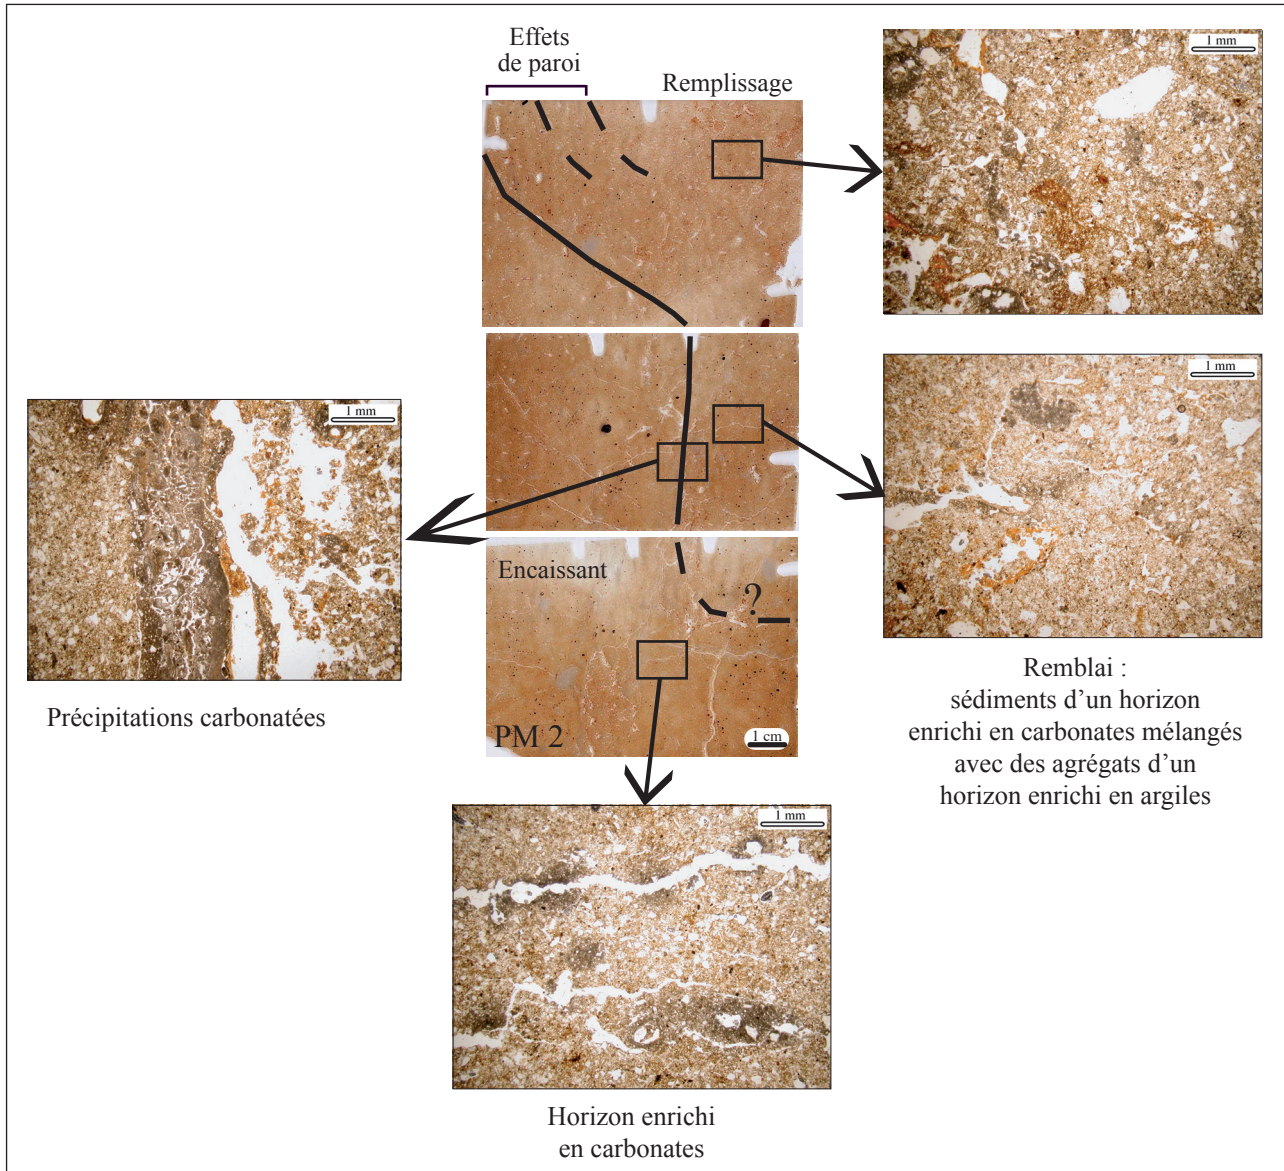 Effets
de paroi
Remplissage
1 mm
1 mm
1 mm
Encaissant
?
PM 2
1 cm
Précipitations carbonatées
Remblai :
sédiments d’un horizon
enrichi en carbonates mélangés
avec des agrégats d’un
horizon enrichi en argiles
1 mm
Horizon enrichi
en carbonates